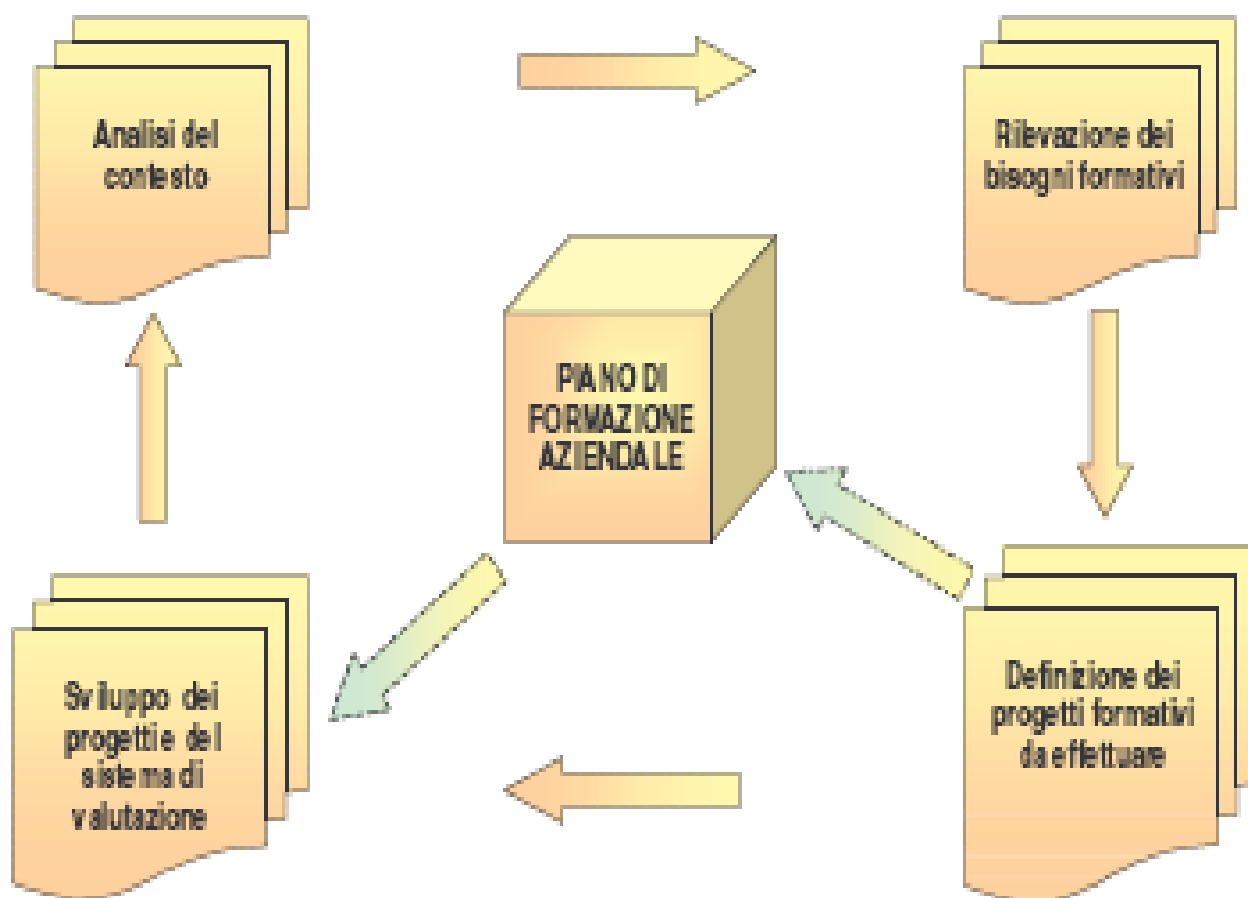 Analisi del
contesto
Rilevazione dei
bisogni formativi
PIANO DI
FORMAZIONE
AZIENDALE
Sviluppo dei
progetti e del
sistema di
valutazione
Definizione dei
progetti formativi
da effettuare